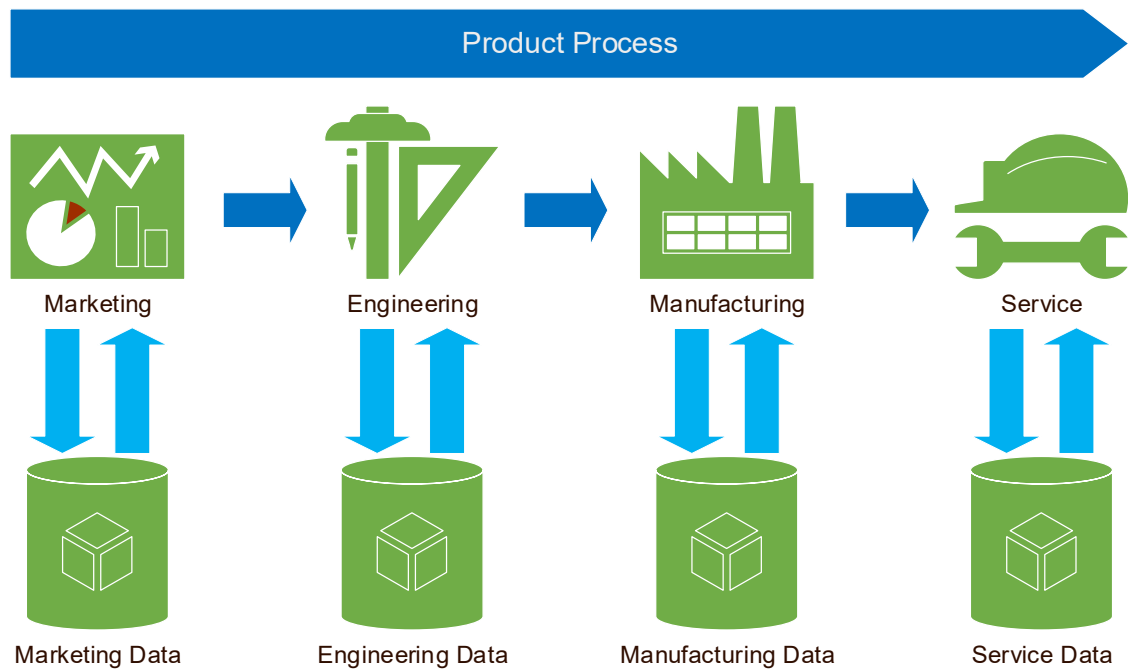 Product Process
Marketing
Engineering
Manufacturing
Service
Marketing Data
Engineering Data
Manufacturing Data
Service Data